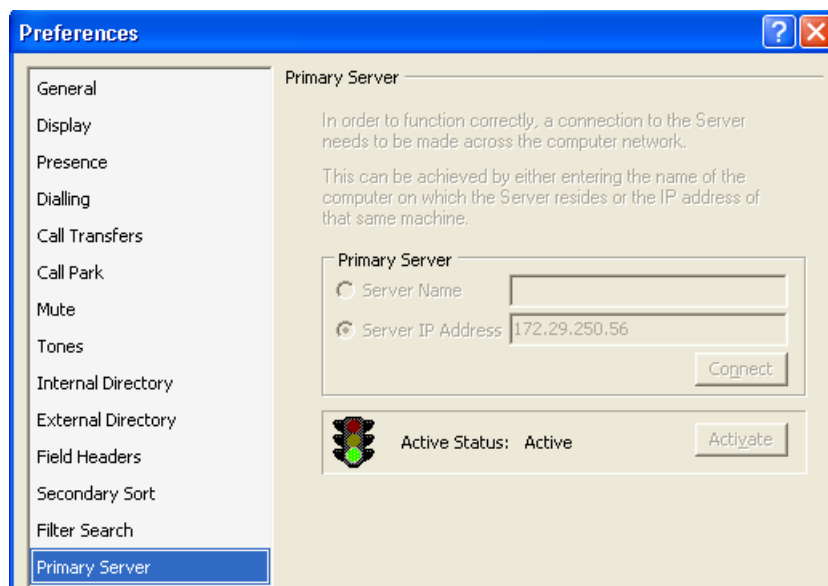 Preferences
General
Display
Presence
Dialling
Call Transfers
Call Park
Mute
Tones
Internal Directory
External Directory
Field Headers
Secondary Sort
Filter Search
Primary Server
Primary Server
In order to function correctly, a connection to the Server
needs to be made across the computer network.
This can be achieved by either entering the name of the
computer on which the Server resides or the IP address of
that same machine.
Primary Server
Server Name
Server IP Address 172.29.250.56
Connect
Active Status: Active
Activate